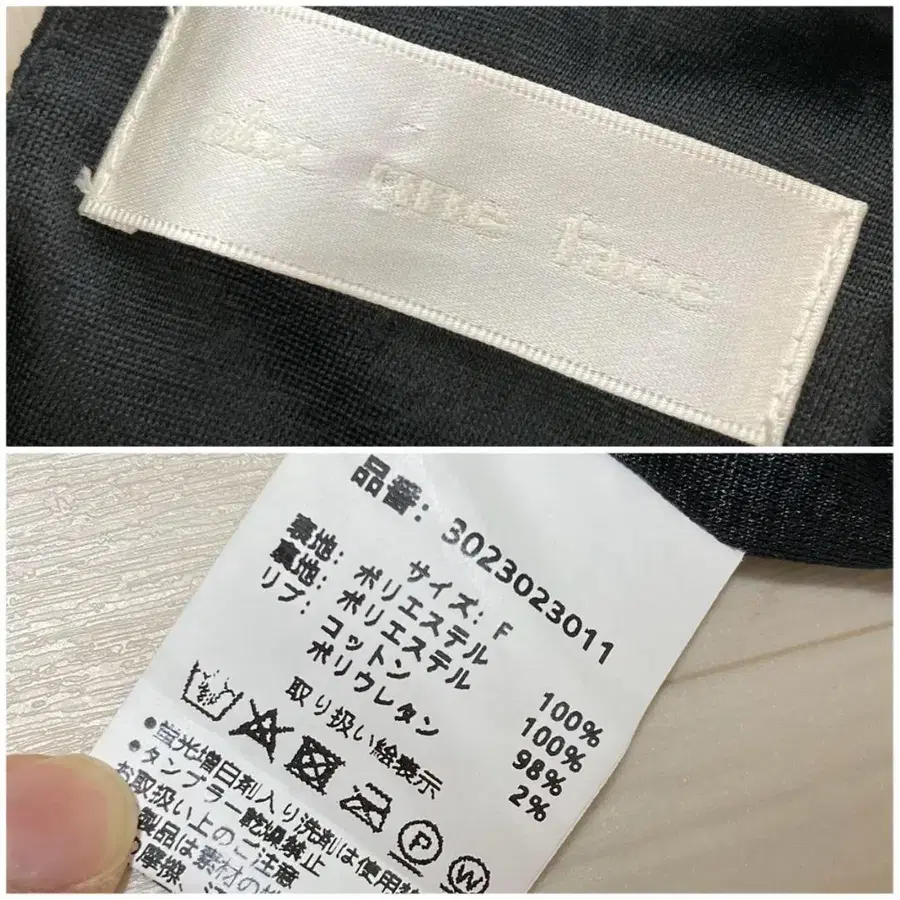 品番: 3023023011
サイズ: F
表地: ポリエステル 100%
裏地: ポリエステル 100%
リブ: コットン 98%
ポリウレタン 2%
取り扱い絵表示
P W
•蛍光増白剤入り洗剤は使用
•タンブラー乾燥禁止
お取扱い上のご注意
製品は素材の
摩擦、